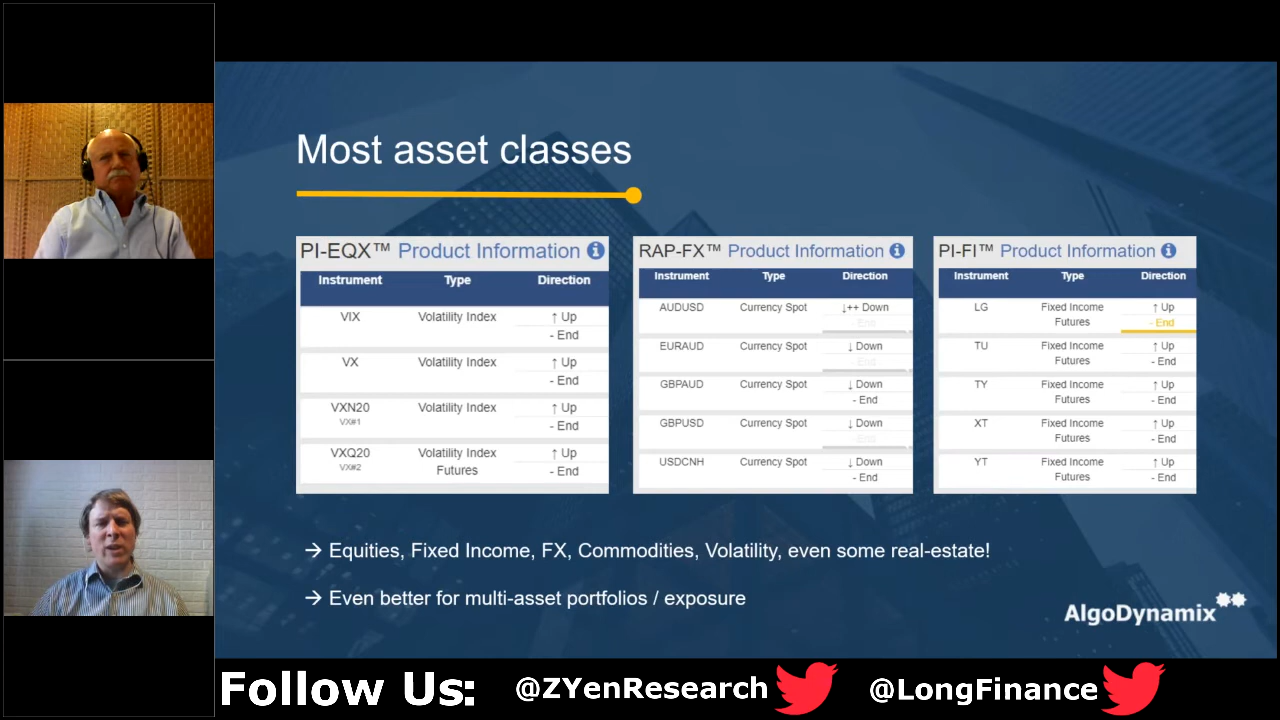 Most asset classes
PI-EQX™ Product Information
Instrument Type Direction
VIX Volatility Index ↑ Up
- End
VX Volatility Index ↑ Up
- End
VXN20 Volatility Index ↑ Up
VX#1 - End
VXQ20 Volatility Index ↑ Up
VX#2 Futures - End
RAP-FX™ Product Information
Instrument Type Direction
AUDUSD Currency Spot ↓++ Down
- End
EURAUD Currency Spot ↓ Down
- End
GBPAUD Currency Spot ↓ Down
- End
GBPUSD Currency Spot ↓ Down
- End
USDCNH Currency Spot ↓ Down
- End
PI-FI™ Product Information
Instrument Type Direction
LG Fixed Income ↑ Up
Futures - End
TU Fixed Income ↑ Up
Futures - End
TY Fixed Income ↑ Up
Futures - End
XT Fixed Income ↑ Up
Futures - End
YT Fixed Income ↑ Up
Futures - End
→ Equities, Fixed Income, FX, Commodities, Volatility, even some real-estate!
→ Even better for multi-asset portfolios / exposure
AlgoDynamix
Follow Us: @ZYenResearch @LongFinance